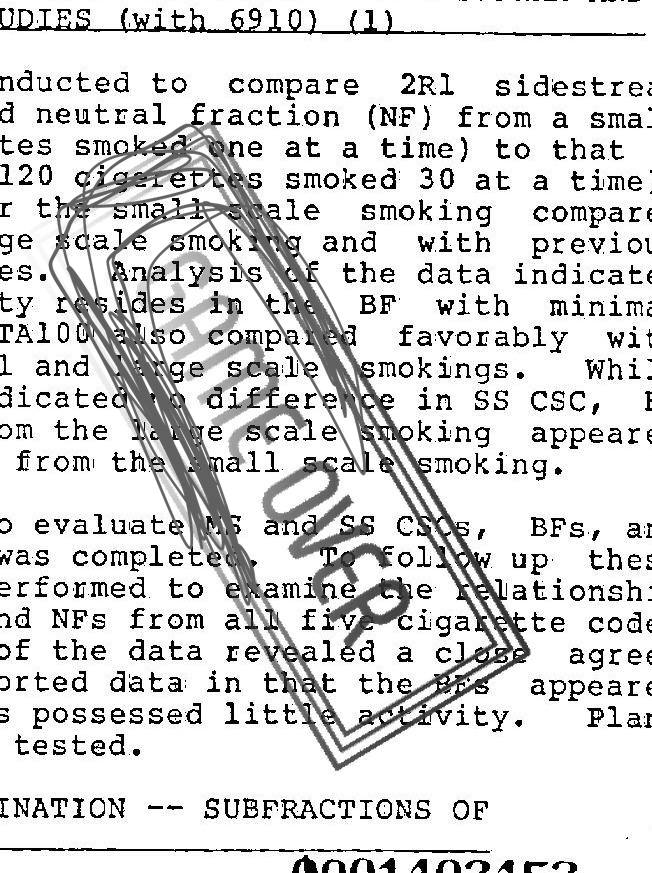 UDIES (with 6910) (1)
nducted to compare 2R1 sidestrea
d neutral fraction (NF) from a smal
tes smoked one at a time) to that
120 cigerettes smoked 30 at a time)
r the small scale smoking compare
ge scale smoking and with previou
es. Analysis of the data indicate
ty resides in the BF with minima
TA100 also compared favorably wit
l and large scale smokings. Whil
dicated no difference in SS CSC,
om the large scale smoking appeare
from the small scale smoking.
o evaluate MS and SS CSCs, BFs, an
was completed. To follow up thes
erformed to examine the relationshi
nd NFs from all five cigarette code
of the data revealed a close agree
orted data in that the BFs appeare
s possessed little activity. Plan
tested.
INATION -- SUBFRACTIONS OF
GAME OVER